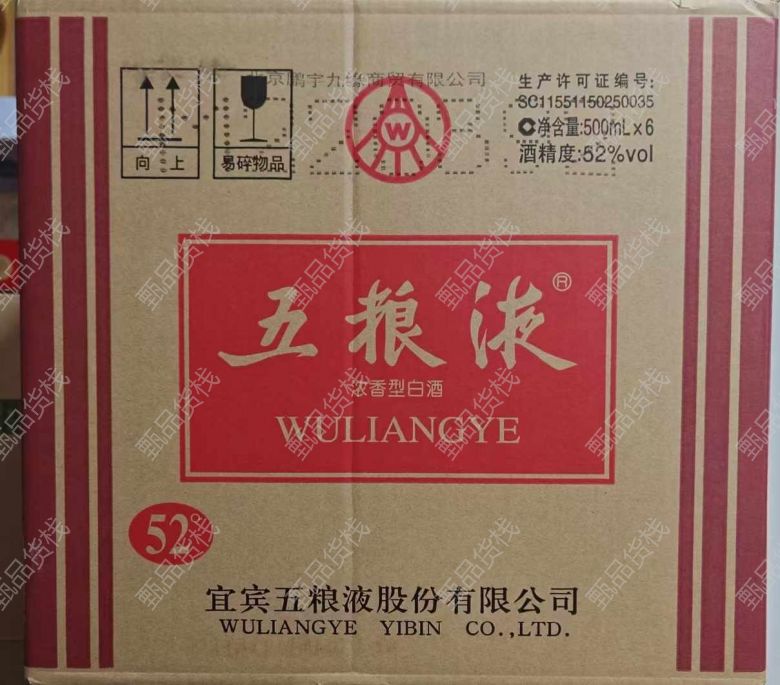 北京鹏宇九缘商贸有限公司
生产许可证编号:
SC11551150250035
净含量:500mL×6
酒精度:52%vol
W
向 上
易碎物品
五粮液®
浓香型白酒
WULIANGYE
52°
宜宾五粮液股份有限公司
WULIANGYE YIBIN CO.,LTD.
甄品货栈